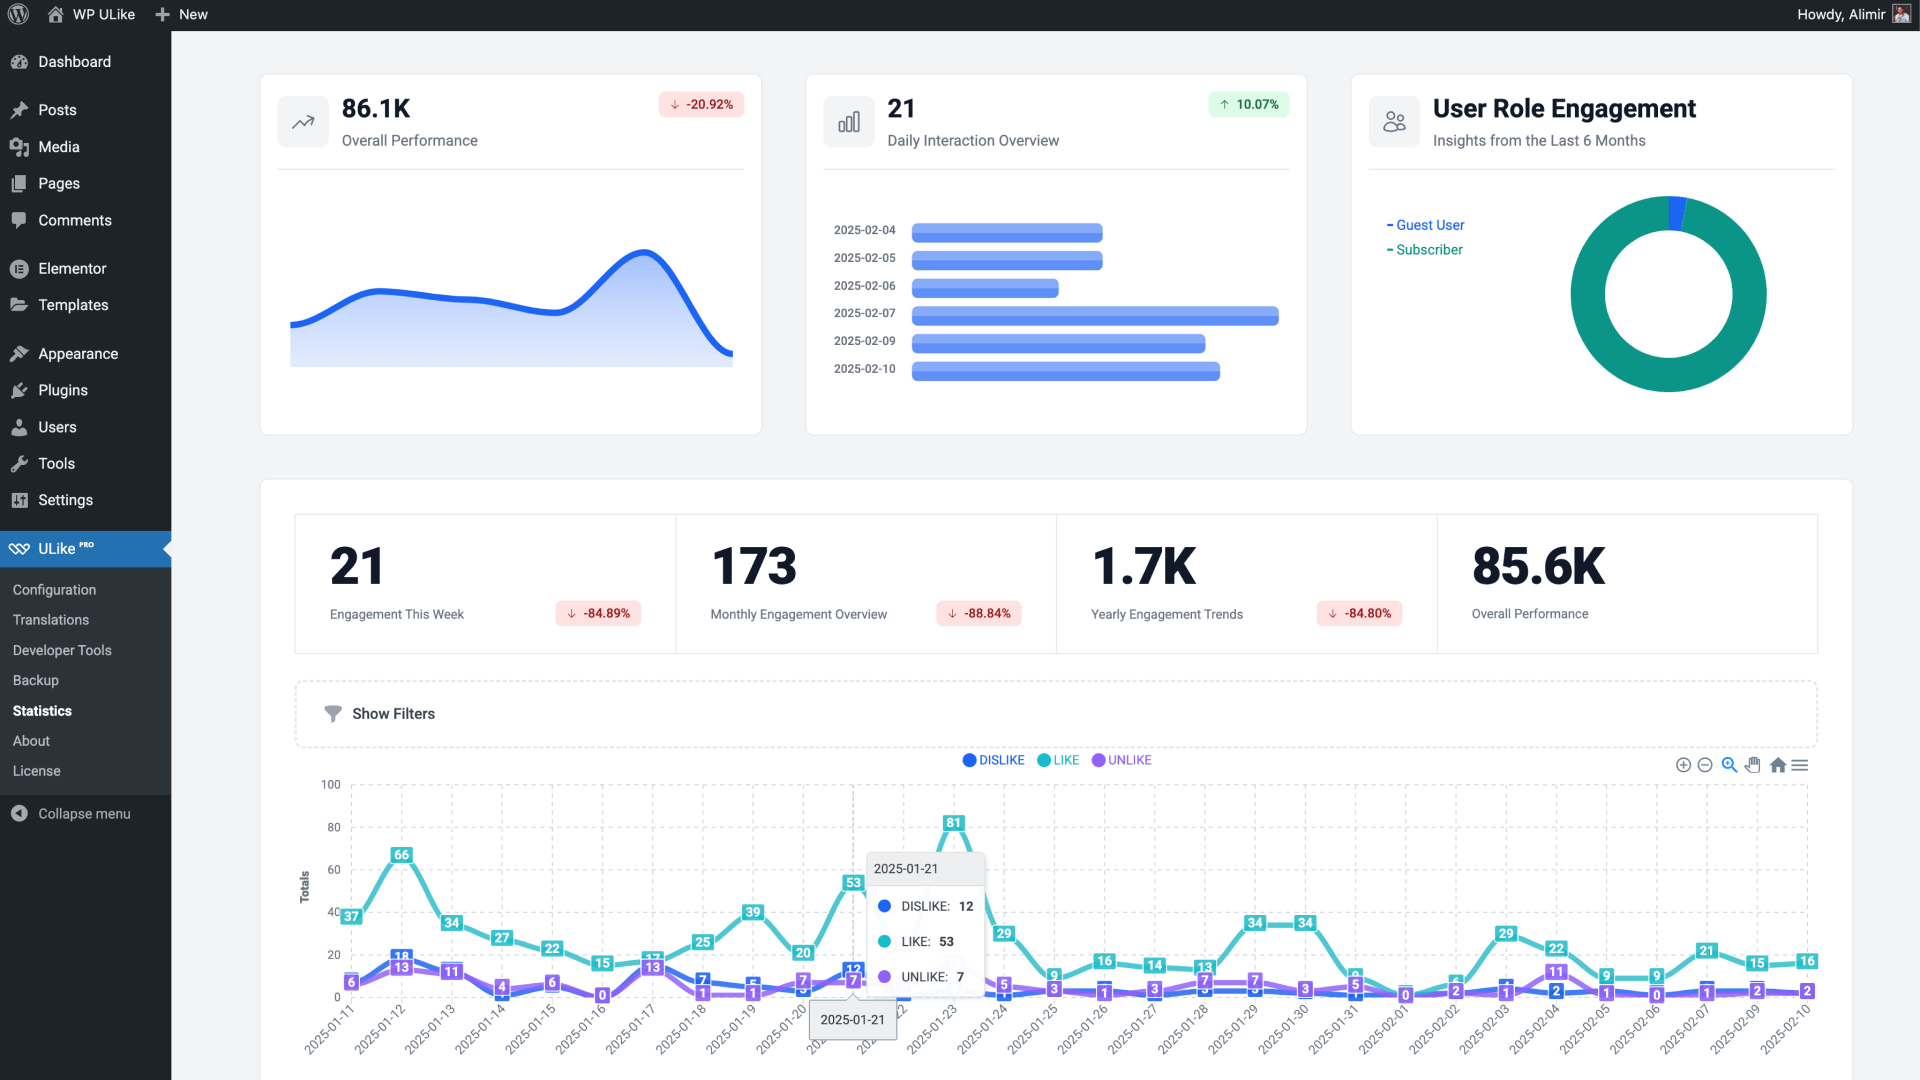 WP ULike
New
Howdy, Alimir
Dashboard
Posts
Media
Pages
Comments
Elementor
Templates
Appearance
Plugins
Users
Tools
Settings
ULike PRO
Configuration
Translations
Developer Tools
Backup
Statistics
About
License
Collapse menu
86.1K
Overall Performance
-20.92%
21
Daily Interaction Overview
10.07%
2025-02-04
2025-02-05
2025-02-06
2025-02-07
2025-02-09
2025-02-10
User Role Engagement
Insights from the Last 6 Months
Guest User
Subscriber
21
Engagement This Week
-84.89%
173
Monthly Engagement Overview
-88.84%
1.7K
Yearly Engagement Trends
-84.80%
85.6K
Overall Performance
Show Filters
DISLIKE LIKE UNLIKE
Totals
100
80
60
40
20
0
37 66 34 27 22 15 17 25 39 20 53 81 29 9 16 14 13 34 34 9 29 22 9 9 21 15 16
18 7 12
6 13 11 4 6 0 13 1 1 7 7 5 3 1 3 7 7 3 5 0 2 1 11 1 0 1 2 2
2
2025-01-21
DISLIKE: 12
LIKE: 53
UNLIKE: 7
2025-01-21
2025-01-11
2025-01-12
2025-01-13
2025-01-14
2025-01-15
2025-01-16
2025-01-17
2025-01-18
2025-01-19
2025-01-20
2025-01-23
2025-01-24
2025-01-25
2025-01-26
2025-01-27
2025-01-28
2025-01-29
2025-01-30
2025-01-31
2025-02-01
2025-02-02
2025-02-03
2025-02-04
2025-02-05
2025-02-06
2025-02-07
2025-02-09
2025-02-10